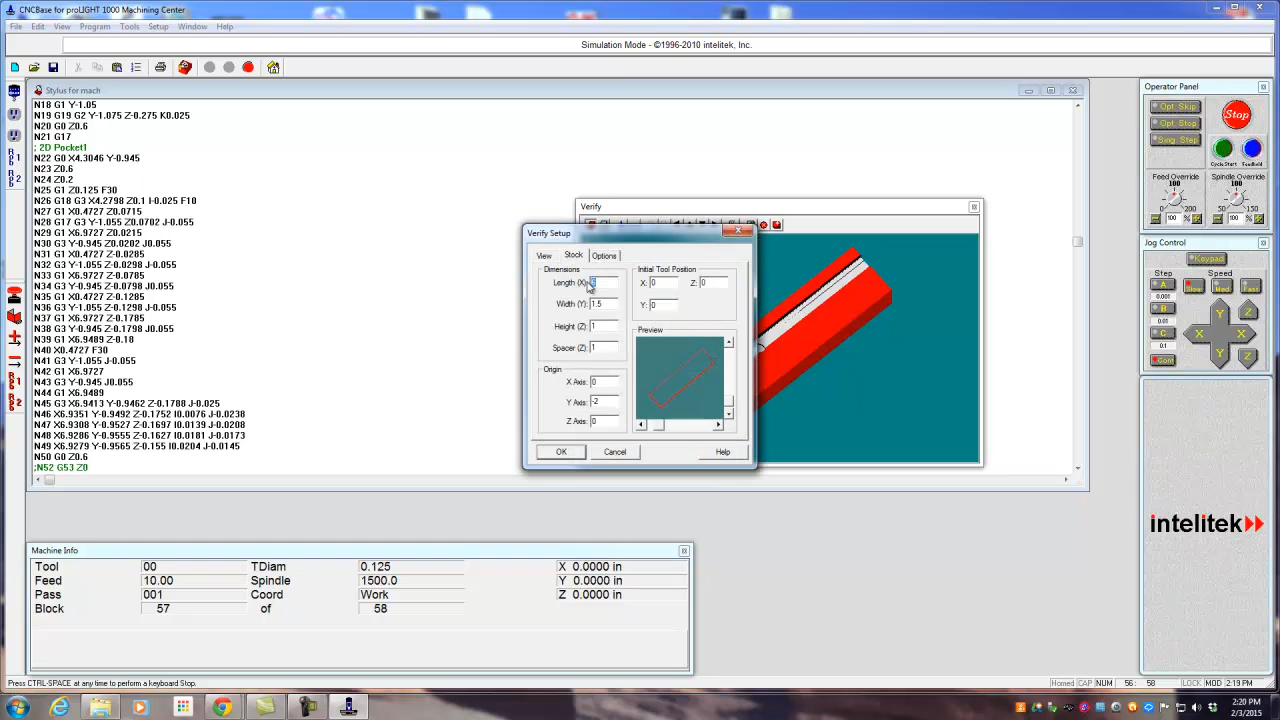 CNCBase for proLIGHT 1000 Machining Center
File Edit View Program Tools Setup Window Help
Simulation Mode - ©1996-2010 intelitek, Inc.
Stylus for mach
N18 G1 Y-1.05
N19 G19 G2 Y-1.075 Z-0.275 K0.025
N20 G0 Z0.6
N21 G17
; 2D Pocket1
N22 G0 X4.3046 Y-0.945
N23 Z0.6
N24 Z0.2
N25 G1 Z0.125 F30
N26 G18 G3 X4.2798 Z0.1 I-0.025 F10
N27 G1 X0.4727 Z0.0715
N28 G17 G3 Y-1.055 Z0.0702 J-0.055
N29 G1 X6.9727 Z0.0215
N30 G3 Y-0.945 Z0.0202 J0.055
N31 G1 X0.4727 Z-0.0285
N32 G3 Y-1.055 Z-0.0298 J-0.055
N33 G1 X6.9727 Z-0.0785
N34 G3 Y-0.945 Z-0.0798 J0.055
N35 G1 X0.4727 Z-0.1285
N36 G3 Y-1.055 Z-0.1298 J-0.055
N37 G1 X6.9727 Z-0.1785
N38 G3 Y-0.945 Z-0.1798 J0.055
N39 G1 X6.9489 Z-0.18
N40 X0.4727 F30
N41 G3 Y-1.055 J-0.055
N42 G1 X6.9727
N43 G3 Y-0.945 J0.055
N44 G1 X6.9489
N45 G3 X6.9413 Y-0.9462 Z-0.1788 J-0.025
N46 X6.9351 Y-0.9492 Z-0.1752 I0.0076 J-0.0238
N47 X6.9308 Y-0.9527 Z-0.1697 I0.0139 J-0.0208
N48 X6.9286 Y-0.9555 Z-0.1627 I0.0181 J-0.0173
N49 X6.9279 Y-0.9565 Z-0.155 I0.0204 J-0.0145
N50 G0 Z0.6
;N52 G53 Z0
Verify
Verify Setup
View Stock Options
Dimensions
Length (X):
Width (Y): 1.5
Height (Z): 1
Spacer (Z): 1
Origin
X Axis: 0
Y Axis: -2
Z Axis: 0
Initial Tool Position
X: 0 Z: 0
Y: 0
Preview
OK Cancel Help
Operator Panel
Opt. Skip
Opt. Stop
Sing. Step
Stop
Cycle Start Feedhold
Feed Override Spindle Override
100 100
0 200 50 150
100 % 100 %
Jog Control
Keypad
Step Speed
A Slow Med Fast
0.001
B Y Z
0.01 X X
C Y Z
0.1
Cont
intelitek
Machine Info
Tool 00 TDiam 0.125 X 0.0000 in
Feed 10.00 Spindle 1500.0 Y 0.0000 in
Pass 001 Coord Work Z 0.0000 in
Block 57 of 58
Press CTRL-SPACE at any time to perform a keyboard Stop.
Homed CAP NUM 56: 58 LOCK MOD 2:19 PM
2:20 PM
2/3/2015